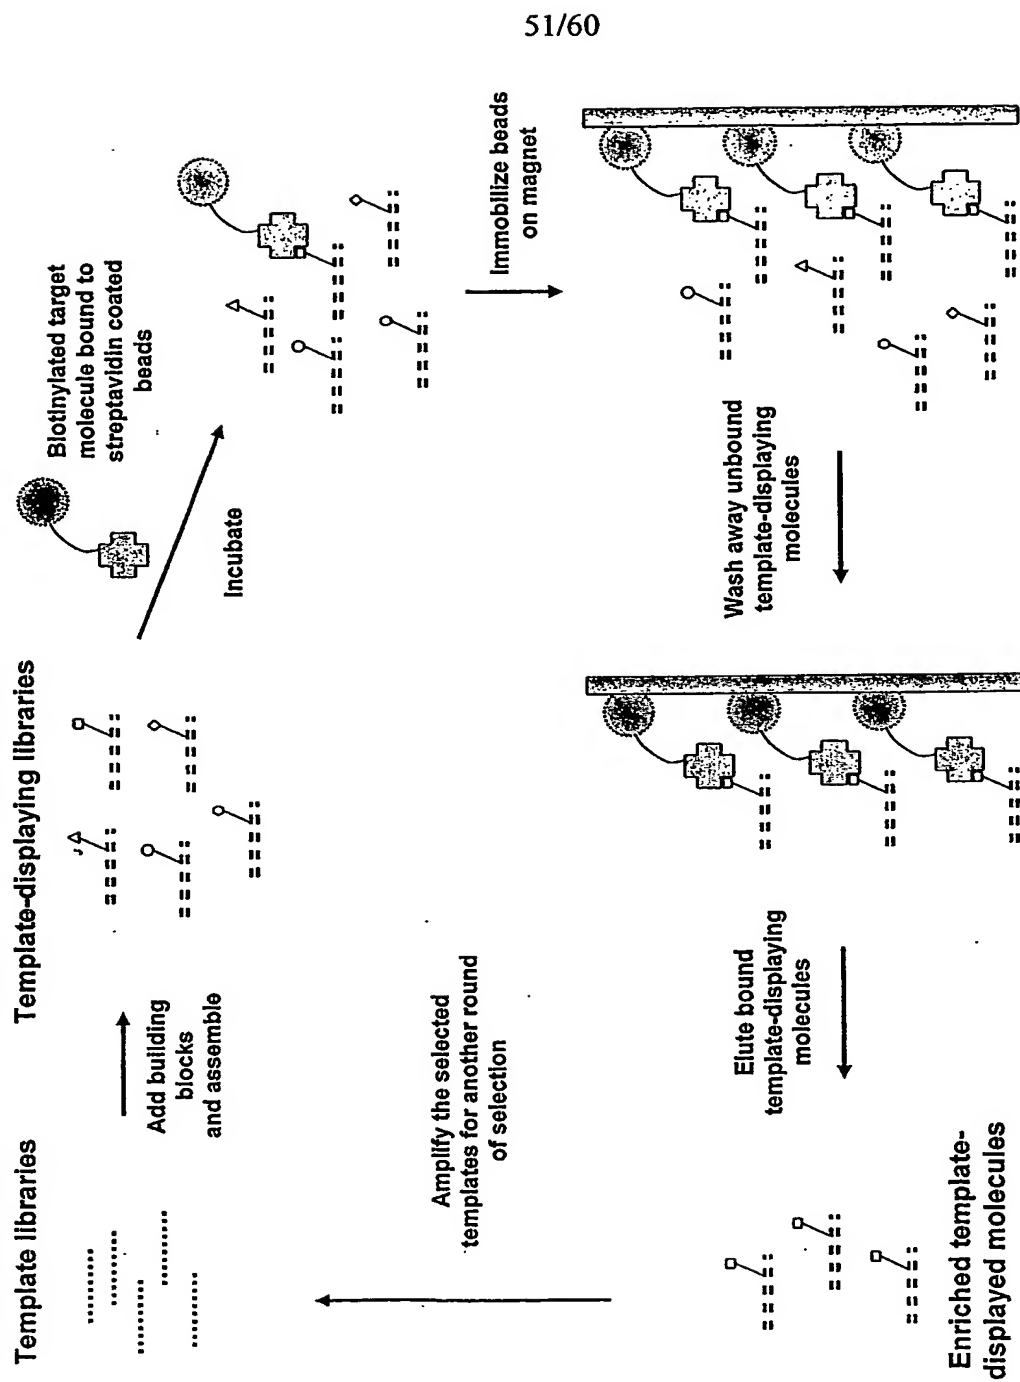 51/60
Template libraries
Add building
blocks
and assemble
Template-displaying libraries
Incubate
Biotinylated target
molecule bound to
streptavidin coated
beads
Immobilize beads
on magnet
Wash away unbound
template-displaying
molecules
Elute bound
template-displaying
molecules
Enriched template-
displayed molecules
Amplify the selected
templates for another round
of selection